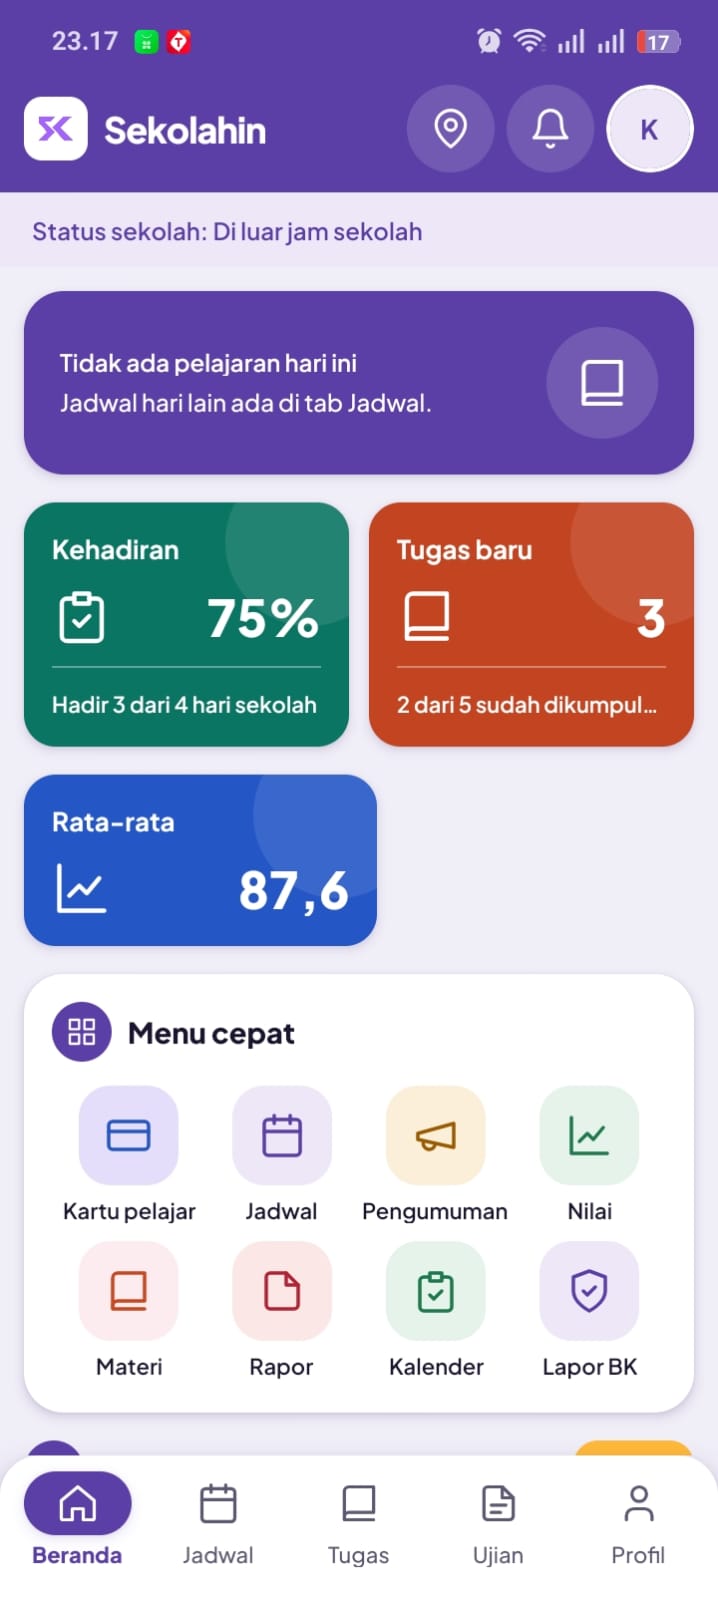 23.17
17
Sekolahin
K
Status sekolah: Di luar jam sekolah
Tidak ada pelajaran hari ini
Jadwal hari lain ada di tab Jadwal.
Kehadiran
75%
Hadir 3 dari 4 hari sekolah
Tugas baru
3
2 dari 5 sudah dikumpul...
Rata-rata
87,6
Menu cepat
Kartu pelajar
Jadwal
Pengumuman
Nilai
Materi
Rapor
Kalender
Lapor BK
Beranda
Jadwal
Tugas
Ujian
Profil